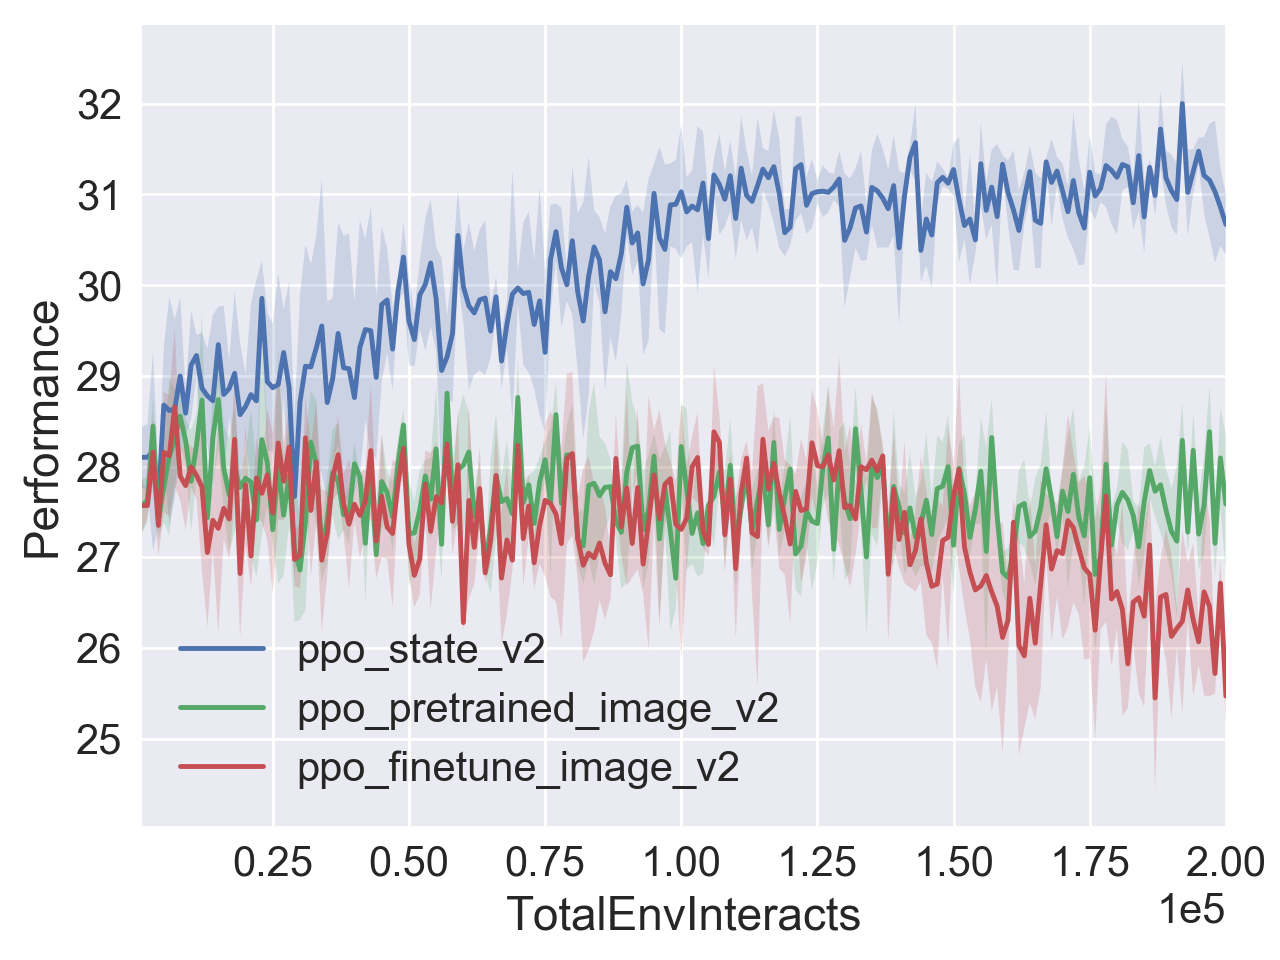 32
31
30
29
28
27
26
25
Performance
ppo_state_v2
ppo_pretrained_image_v2
ppo_finetune_image_v2
0.25 0.50 0.75 1.00 1.25 1.50 1.75 2.00
1e5
TotalEnvInteracts